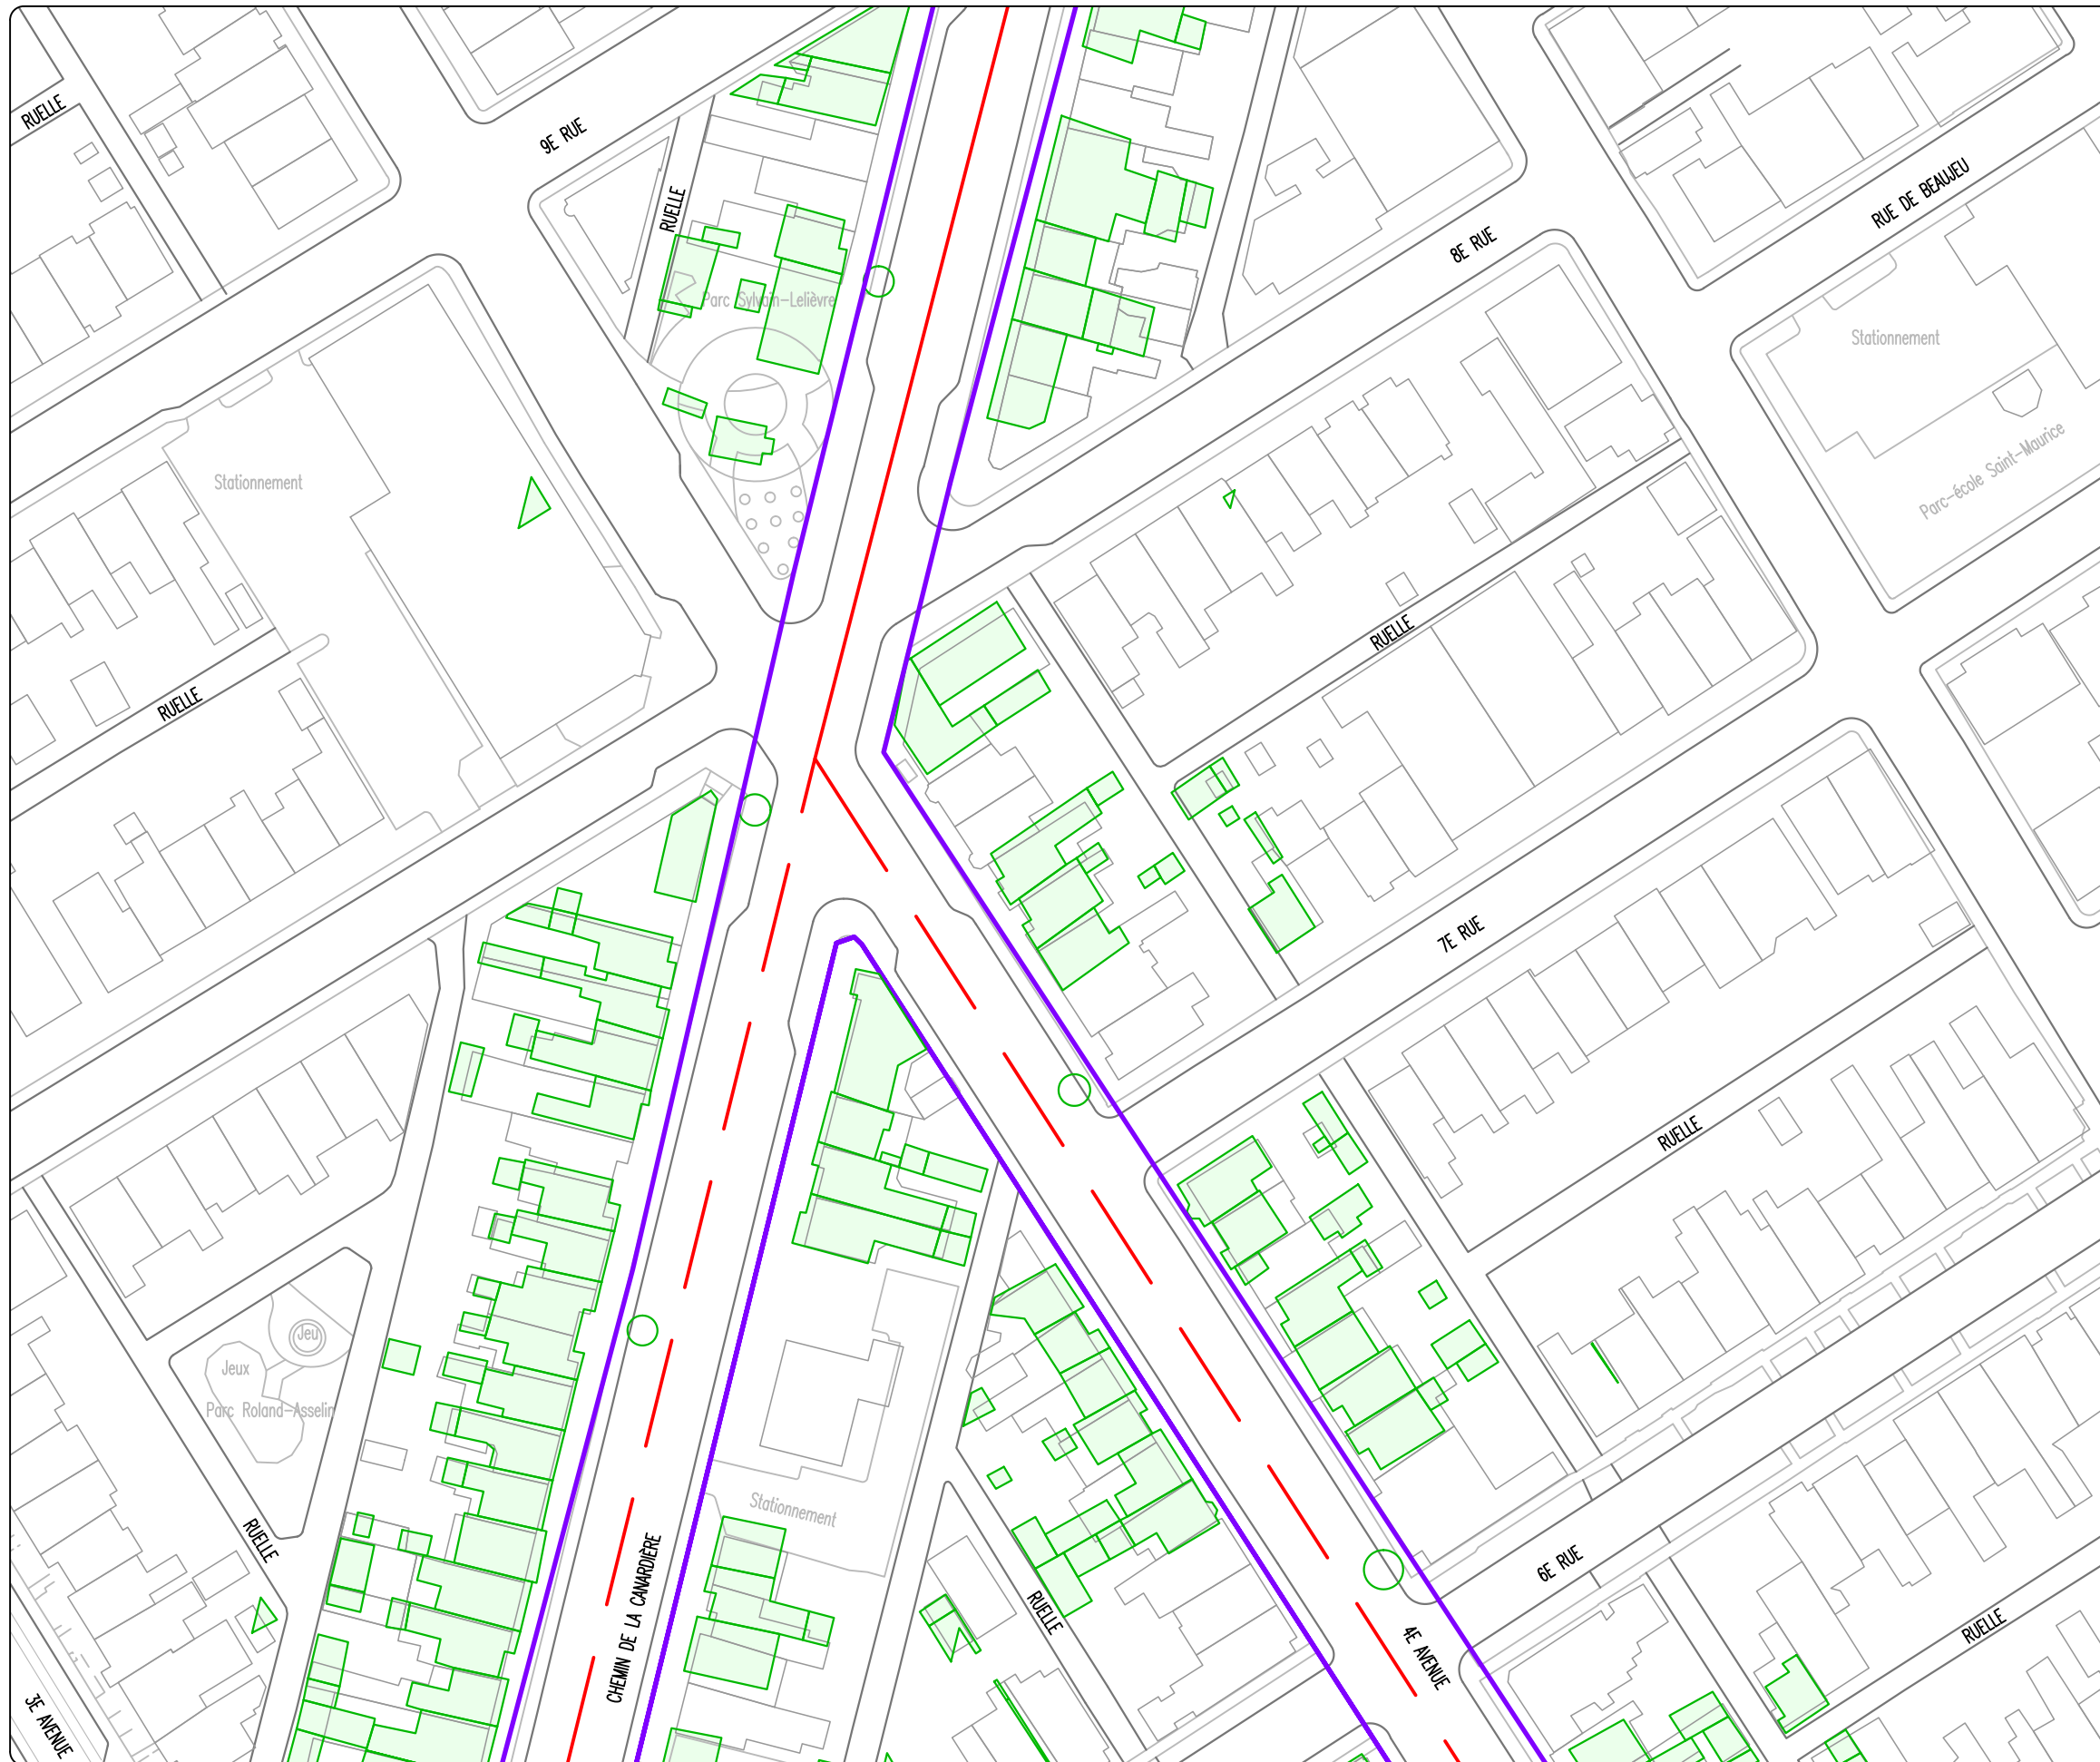 RUELLE
9E RUE
RUELLE
RUE DE BEAUJEU
8E RUE
Parc Sylvain-Lelièvre
Stationnement
Stationnement
Parc-école Saint-Maurice
RUELLE
RUELLE
7E RUE
RUELLE
Jeu
Jeux
Parc Roland-Asselin
Stationnement
RUELLE
CHEMIN DE LA CANARDIÈRE
RUELLE
6E RUE
4E AVENUE
RUELLE
3E AVENUE